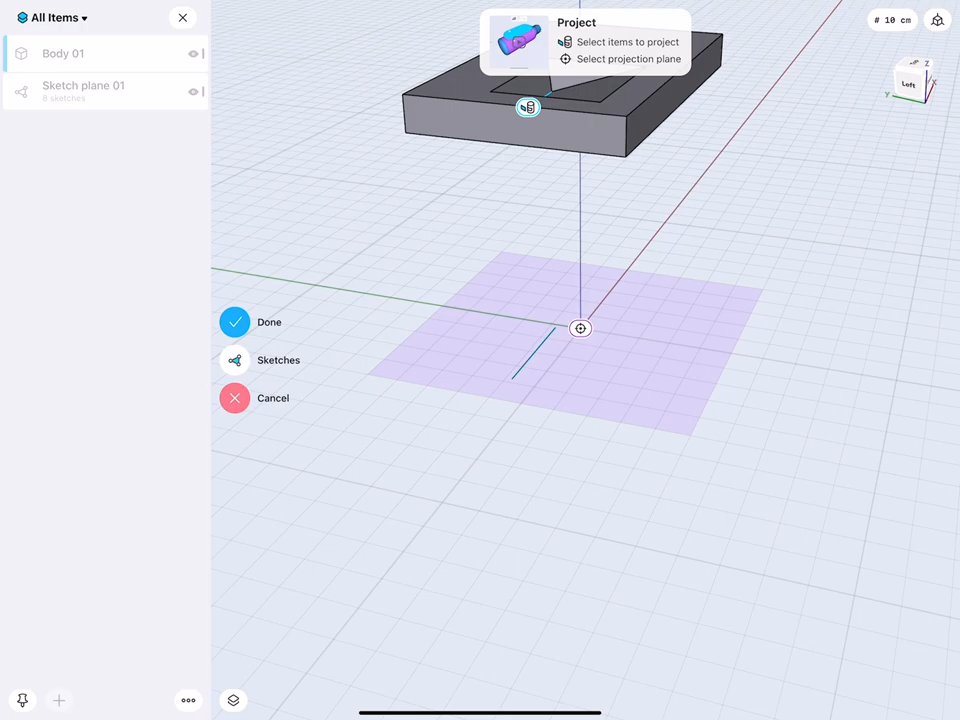 All Items ▾
Body 01
Sketch plane 01
8 sketches
Project
Select items to project
Select projection plane
# 10 cm
Left
Z
X
Y
Done
Sketches
Cancel